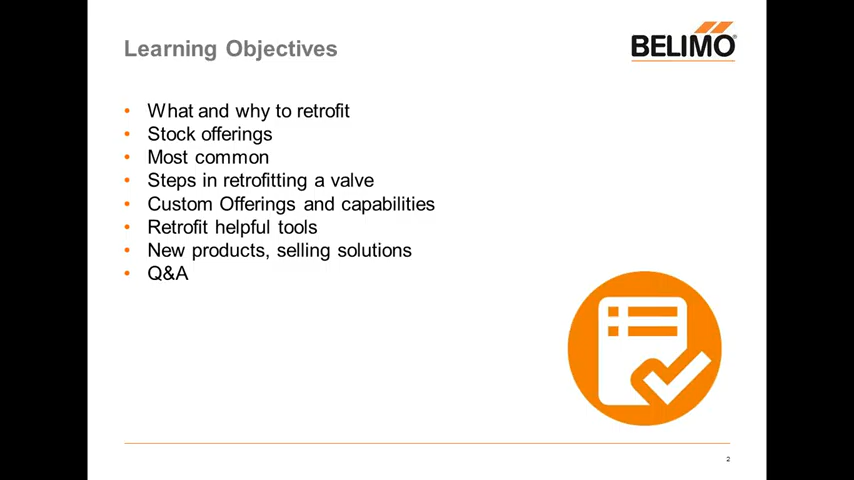 Learning Objectives
BELIMO®
• What and why to retrofit
• Stock offerings
• Most common
• Steps in retrofitting a valve
• Custom Offerings and capabilities
• Retrofit helpful tools
• New products, selling solutions
• Q&A
2